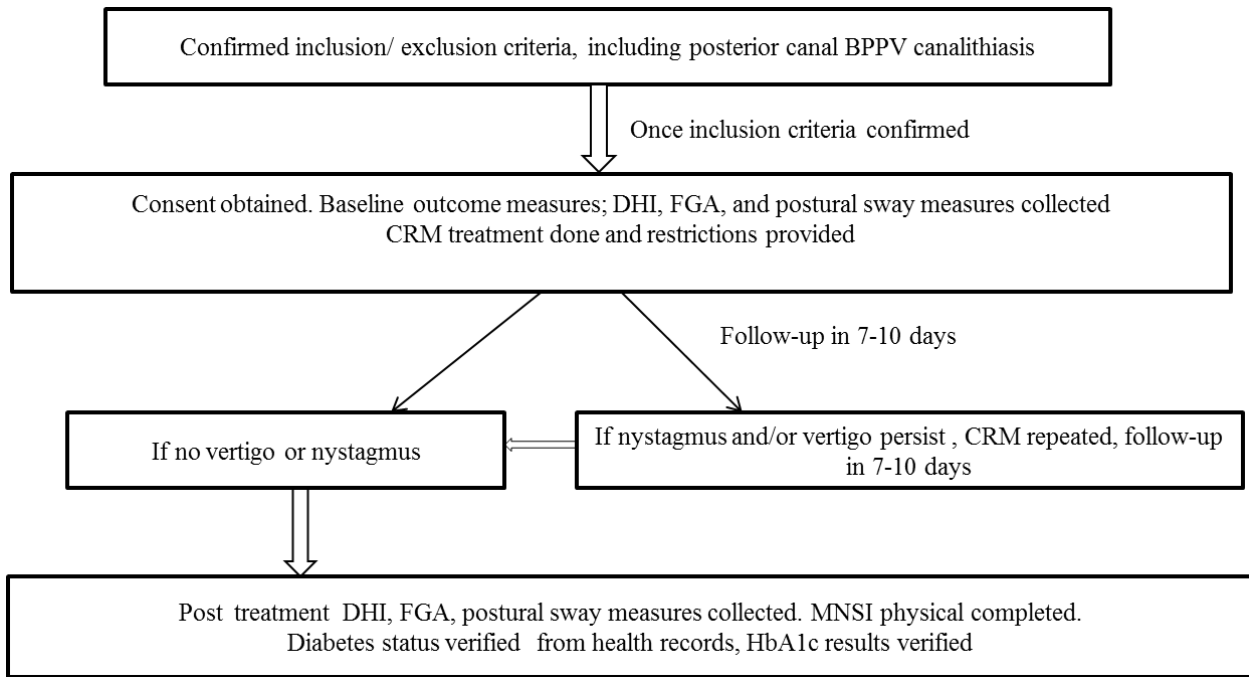 Confirmed inclusion/ exclusion criteria, including posterior canal BPPV canalithiasis
Once inclusion criteria confirmed
Consent obtained. Baseline outcome measures; DHI, FGA, and postural sway measures collected
CRM treatment done and restrictions provided
Follow-up in 7-10 days
If no vertigo or nystagmus
If nystagmus and/or vertigo persist , CRM repeated, follow-up
in 7-10 days
Post treatment DHI, FGA, postural sway measures collected. MNSI physical completed.
Diabetes status verified from health records, HbA1c results verified